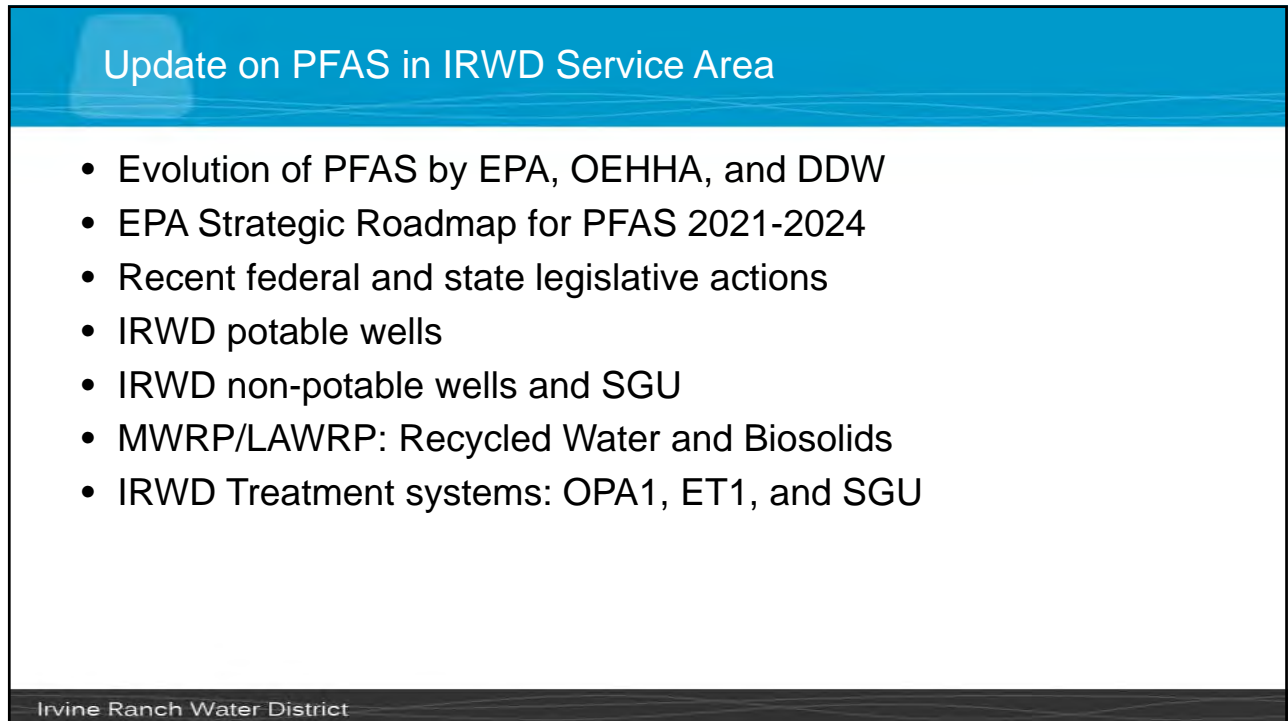 Update on PFAS in IRWD Service Area
• Evolution of PFAS by EPA, OEHHA, and DDW
• EPA Strategic Roadmap for PFAS 2021-2024
• Recent federal and state legislative actions
• IRWD potable wells
• IRWD non-potable wells and SGU
• MWRP/LAWRP: Recycled Water and Biosolids
• IRWD Treatment systems: OPA1, ET1, and SGU
Irvine Ranch Water District